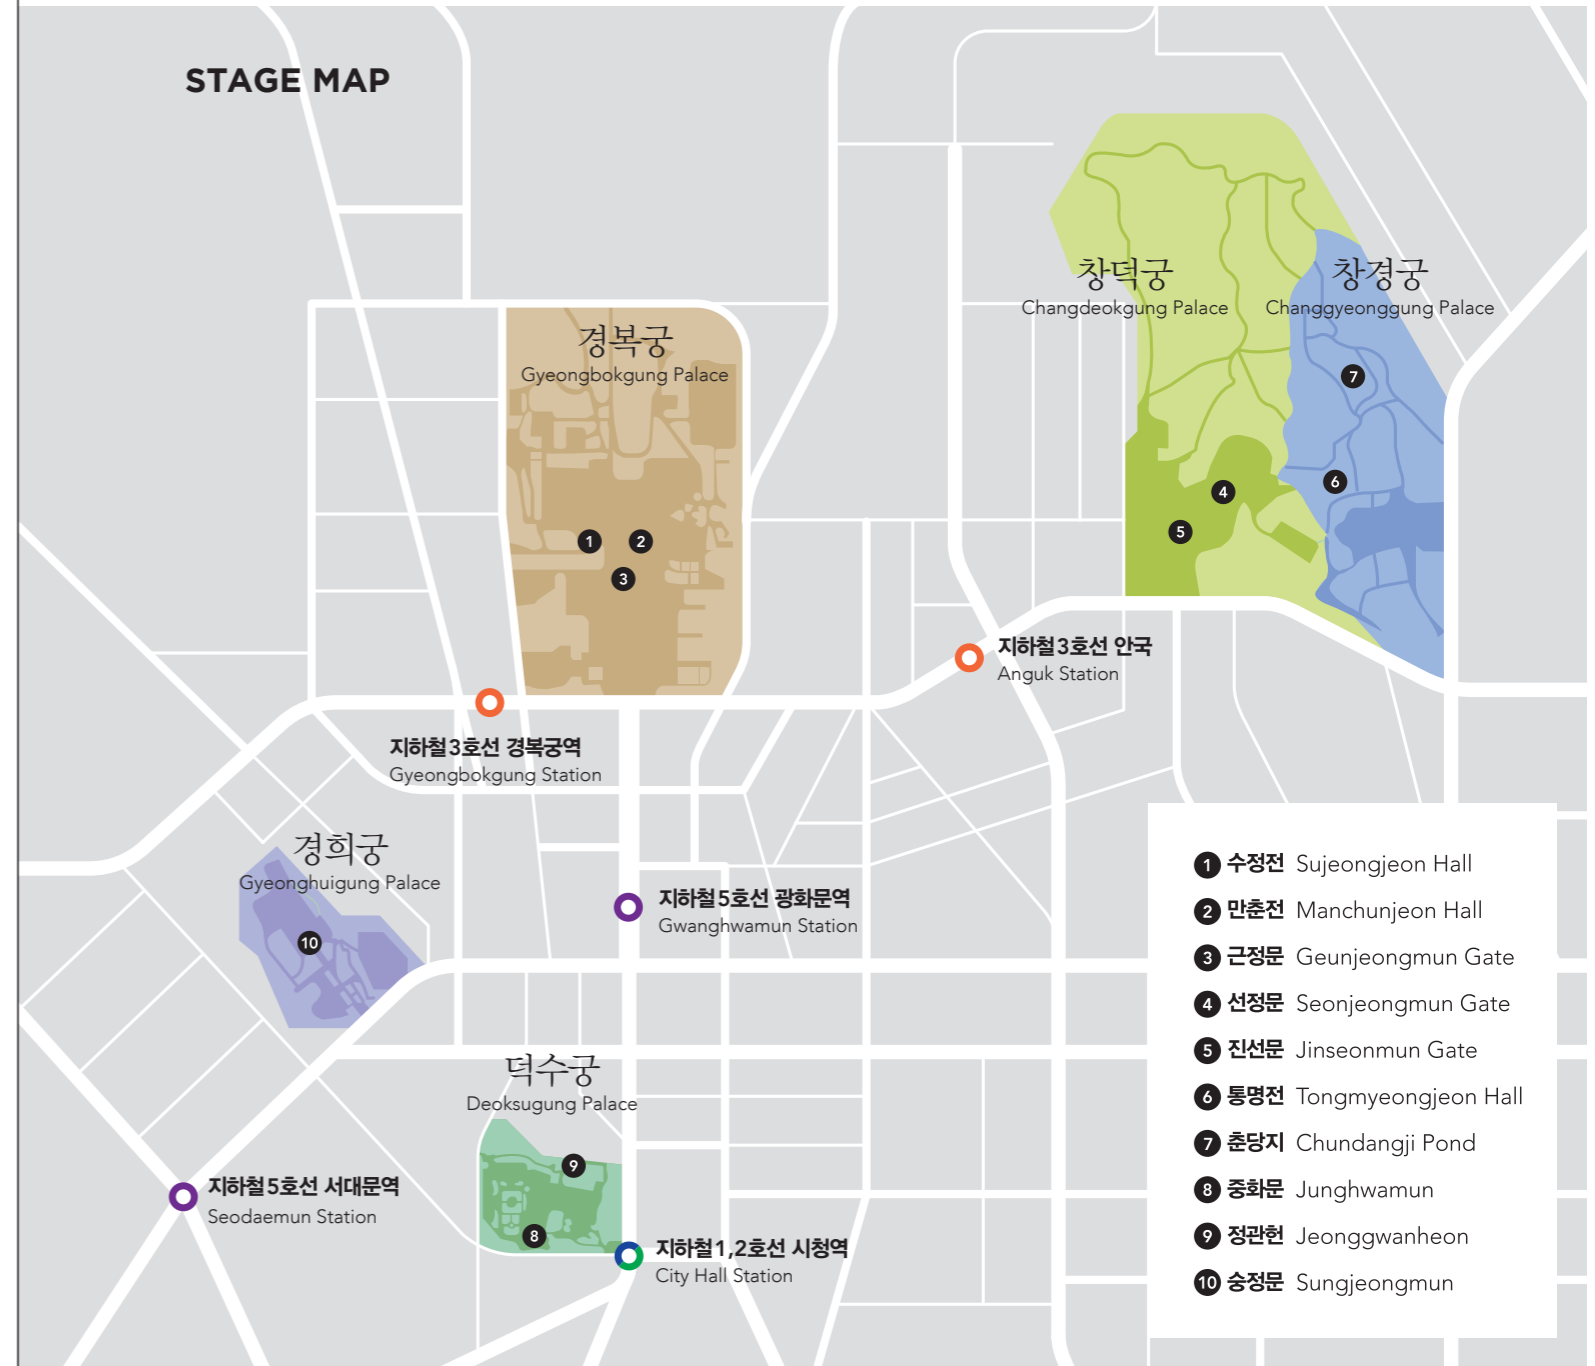 STAGE MAP
창덕궁
Changdeokgung Palace
창경궁
Changgyeonggung Palace
경복궁
Gyeongbokgung Palace
7
6
4
5
1
2
3
지하철3호선 안국
Anguk Station
지하철3호선 경복궁역
Gyeongbokgung Station
경희궁
Gyeonghuigung Palace
10
지하철5호선 광화문역
Gwanghwamun Station
덕수궁
Deoksugung Palace
9
8
지하철5호선 서대문역
Seodaemun Station
지하철1,2호선 시청역
City Hall Station
1 수정전 Sujeongjeon Hall
2 만춘전 Manchunjeon Hall
3 근정문 Geunjeongmun Gate
4 선정문 Seonjeongmun Gate
5 진선문 Jinseonmun Gate
6 통명전 Tongmyeongjeon Hall
7 춘당지 Chundangji Pond
8 중화문 Junghwamun
9 정관헌 Jeonggwanheon
10 숭정문 Sungjeongmun